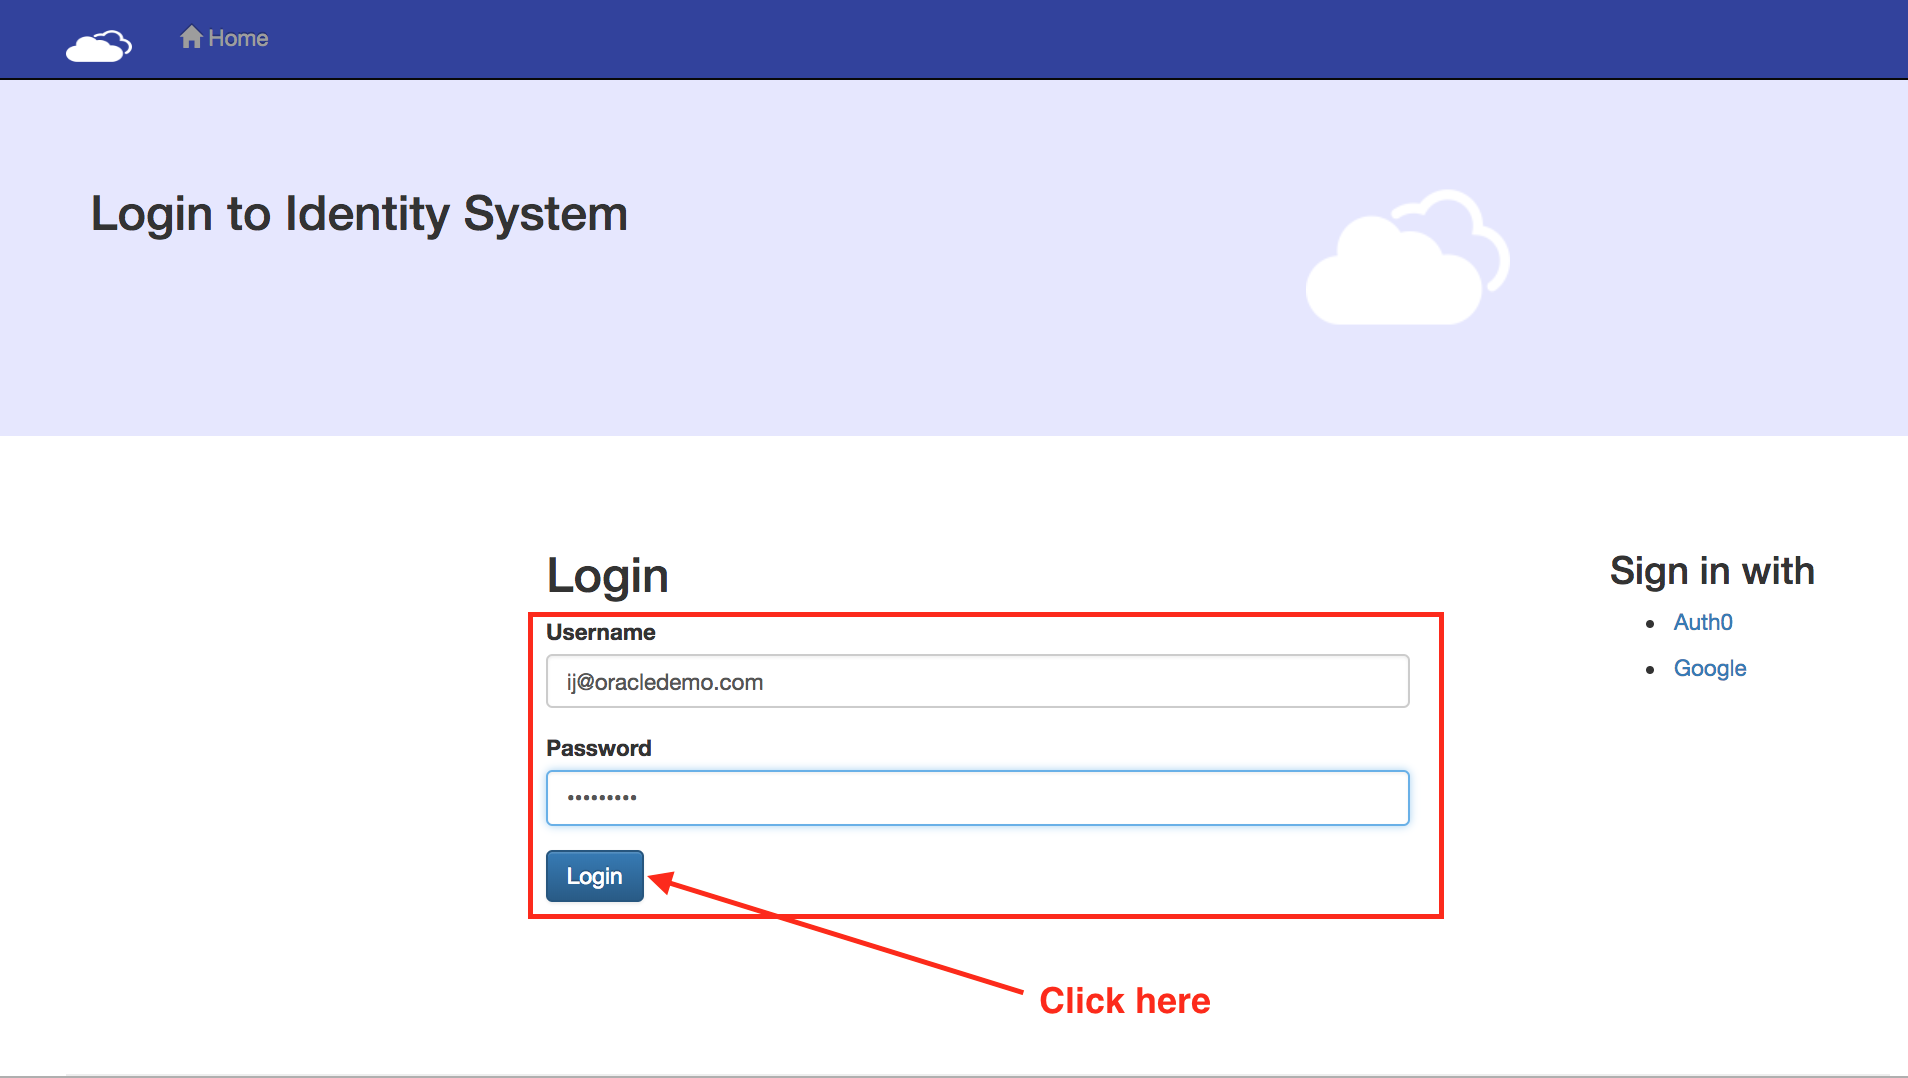 Home
Login to Identity System
Login
Username
ij@oracledemo.com
Password
•••••••••
Login
Click here
Sign in with
Auth0
Google